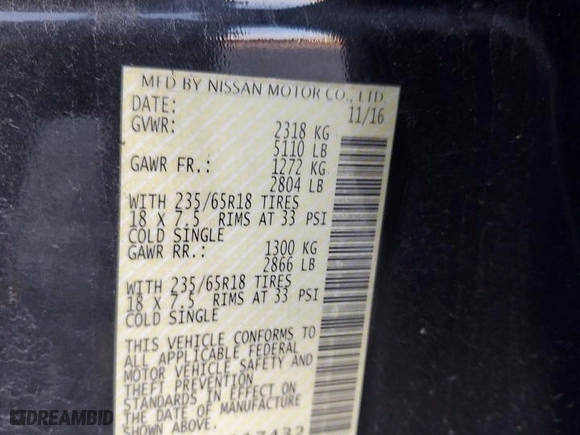 MFD BY NISSAN MOTOR CO., LTD.
DATE: 11/16
GVWR: 2318 KG
5110 LB
GAWR FR.: 1272 KG
2804 LB
WITH 235/65R18 TIRES
18 X 7.5 RIMS AT 33 PSI
COLD SINGLE
GAWR RR.: 1300 KG
2866 LB
WITH 235/65R18 TIRES
18 X 7.5 RIMS AT 33 PSI
COLD SINGLE
THIS VEHICLE CONFORMS TO
ALL APPLICABLE FEDERAL
MOTOR VEHICLE SAFETY AND
THEFT PREVENTION
STANDARDS IN EFFECT ON
THE DATE OF MANUFACTURE
SHOWN ABOVE.
DREAMBID